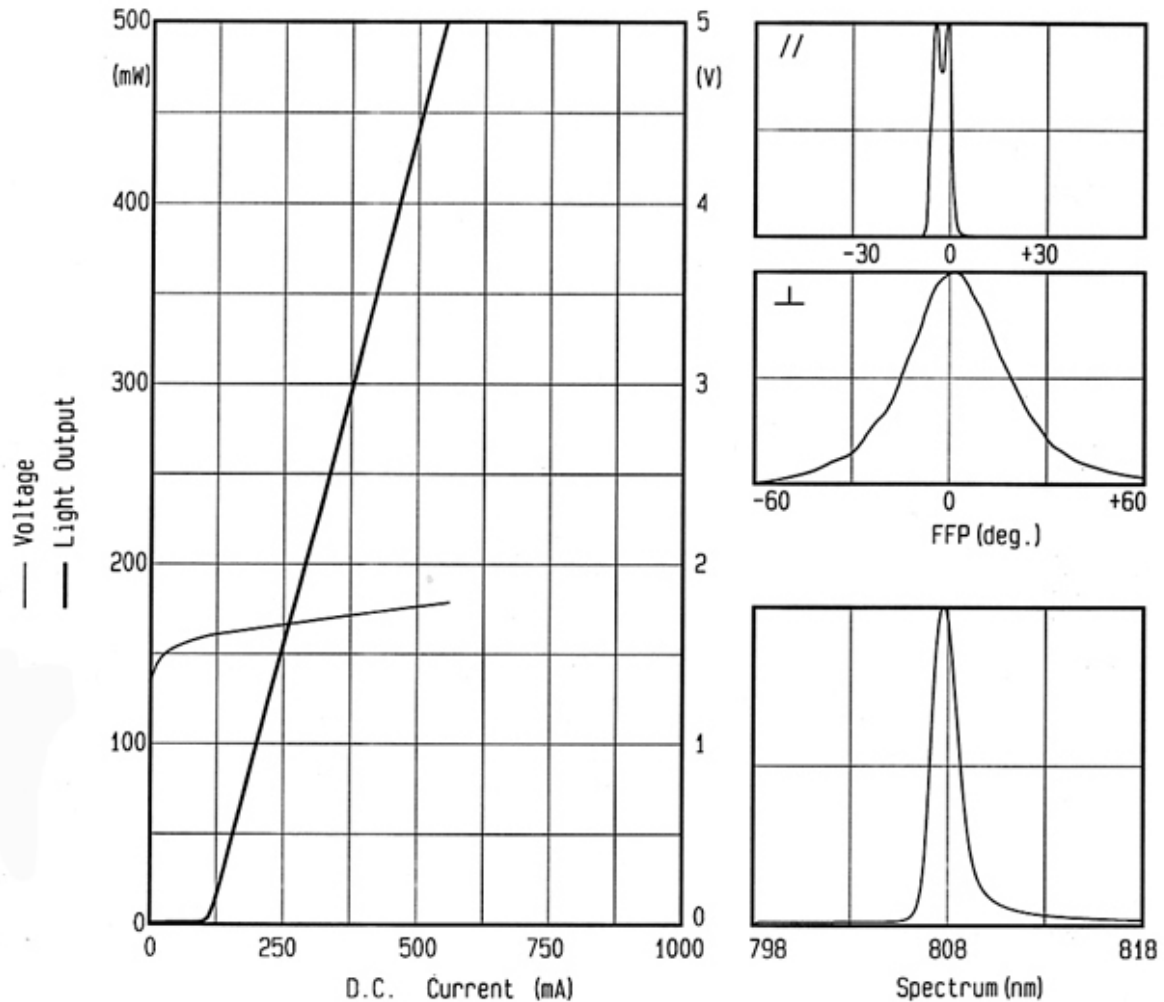 500
(mW)
400
300
200
100
0
5
(V)
4
3
2
1
0
0 250 500 750 1000
D.C. Current (mA)
Voltage
Light Output
//
-30 0 +30
⊥
-60 0 +60
FFP (deg.)
798 808 818
Spectrum (nm)